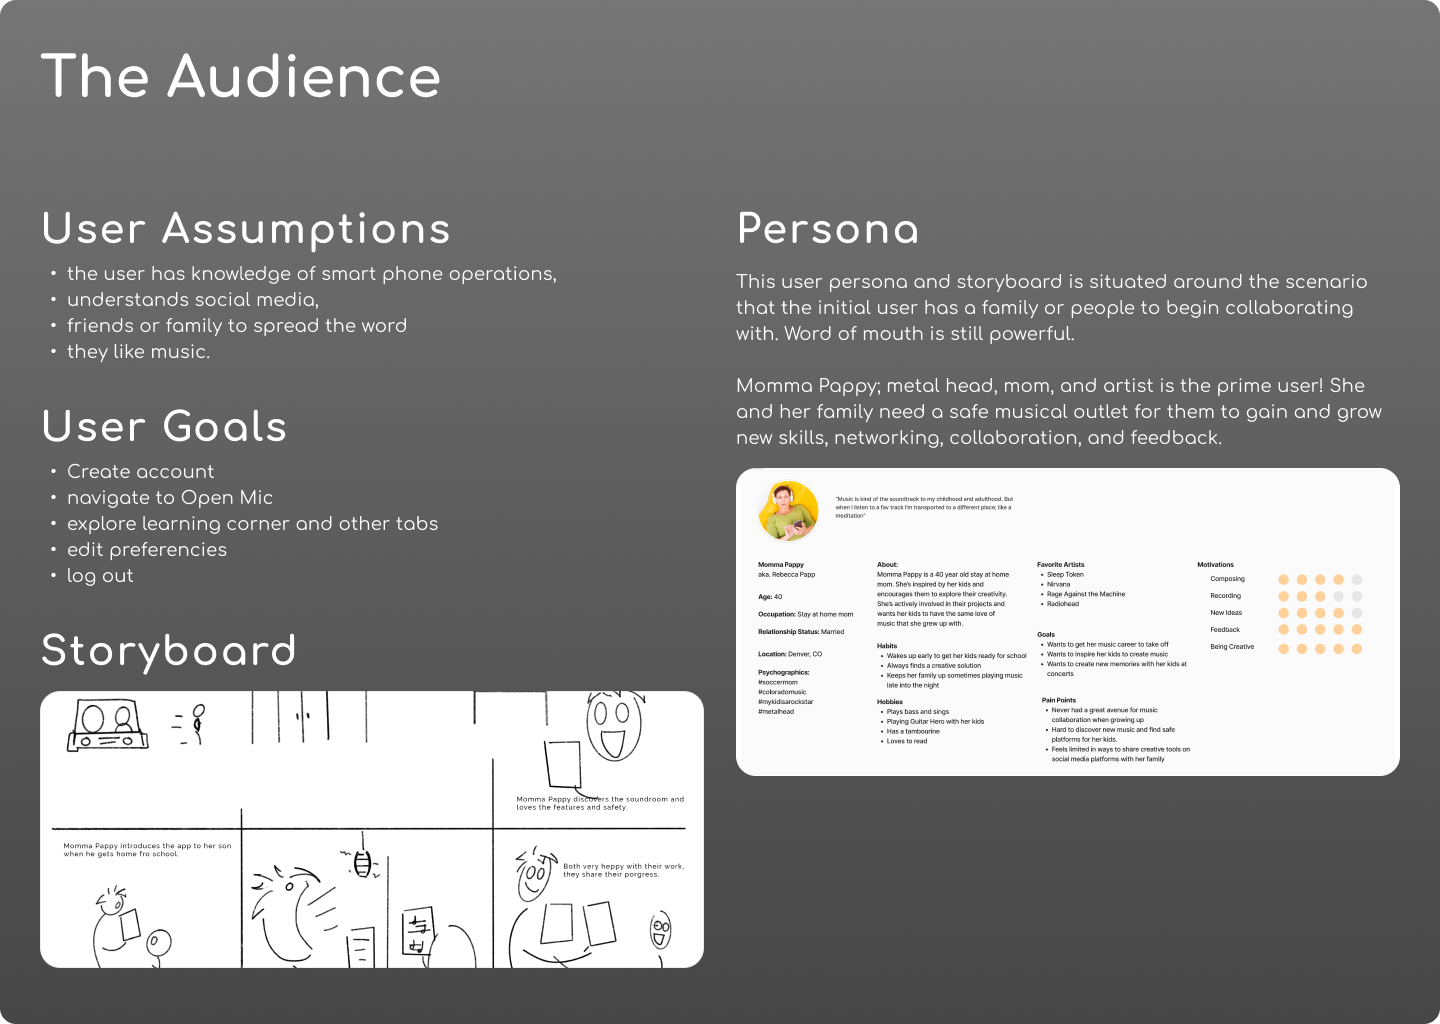 The Audience
User Assumptions
• the user has knowledge of smart phone operations,
• understands social media,
• friends or family to spread the word
• they like music.
User Goals
• Create account
• navigate to Open Mic
• explore learning corner and other tabs
• edit preferencies
• log out
Storyboard
Momma Pappy discovers the soundroom and
loves the features and safety.
Momma Pappy introduces the app to her son
when he gets home fro school.
Both very heppy with their work,
they share their porgress.
Persona
This user persona and storyboard is situated around the scenario
that the initial user has a family or people to begin collaborating
with. Word of mouth is still powerful.
Momma Pappy; metal head, mom, and artist is the prime user! She
and her family need a safe musical outlet for them to gain and grow
new skills, networking, collaboration, and feedback.
"Music is kind of the soundtrack to my childhood and adulthood. But
when I listen to a fav track I'm transported to a different place; like a
meditation"
Momma Pappy
aka. Rebecca Papp
Age: 40
Occupation: Stay at home mom
Relationship Status: Married
Location: Denver, CO
Psychographics:
#soccermom
#coloradomusic
#mykidisarockstar
#metalhead
About:
Momma Pappy is a 40 year old stay at home
mom. She's inspired by her kids and
encourages them to explore their creativity.
She's actively involved in their projects and
wants her kids to have the same love of
music that she grew up with.
Habits
• Wakes up early to get her kids ready for school
• Always finds a creative solution
• Keeps her family up sometimes playing music
late into the night
Hobbies
• Plays bass and sings
• Playing Guitar Hero with her kids
• Has a tambourine
• Loves to read
Favorite Artists
• Sleep Token
• Nirvana
• Rage Against the Machine
• Radiohead
Goals
• Wants to get her music career to take off
• Wants to inspire her kids to create music
• Wants to create new memories with her kids at
concerts
Pain Points
• Never had a great avenue for music
collaboration when growing up
• Hard to discover new music and find safe
platforms for her kids.
• Feels limited in ways to share creative tools on
social media platforms with her family
Motivations
Composing
Recording
New Ideas
Feedback
Being Creative